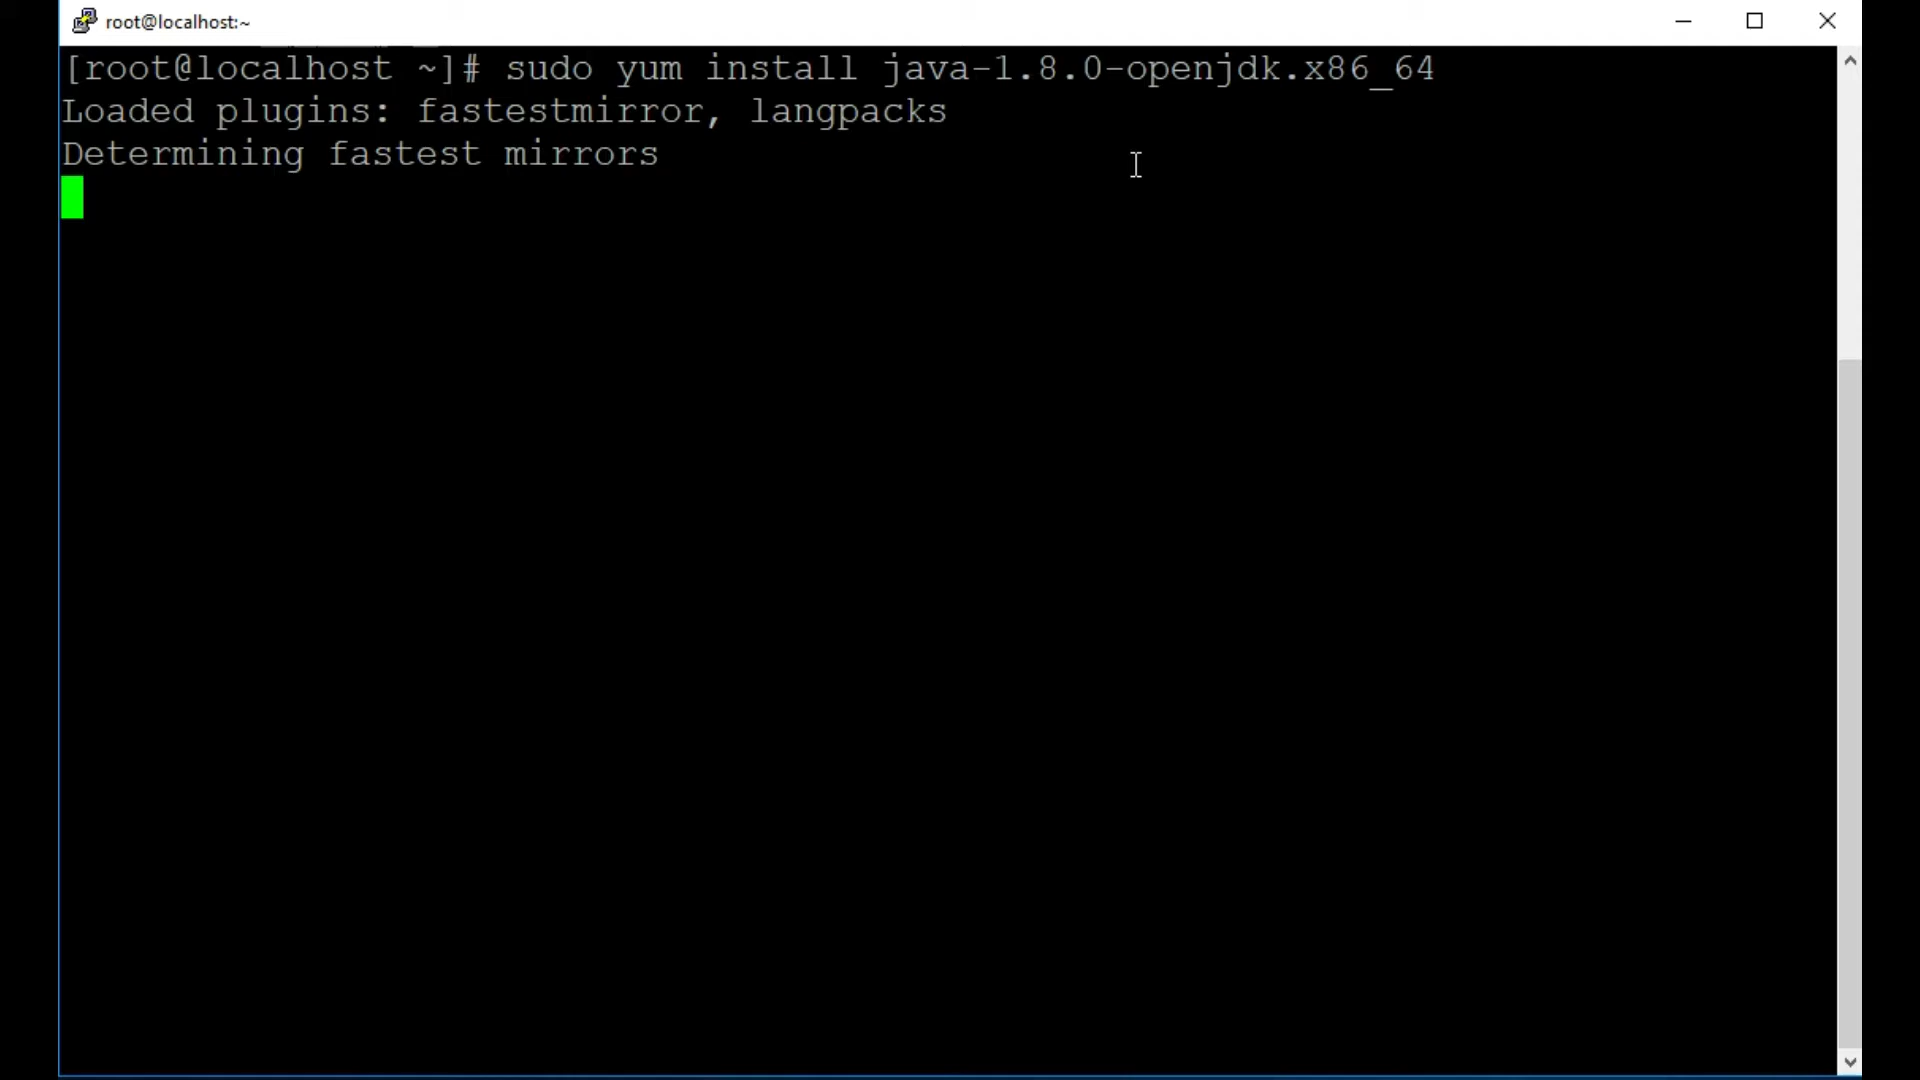 root@localhost:~
[root@localhost ~]# sudo yum install java-1.8.0-openjdk.x86_64
Loaded plugins: fastestmirror, langpacks
Determining fastest mirrors